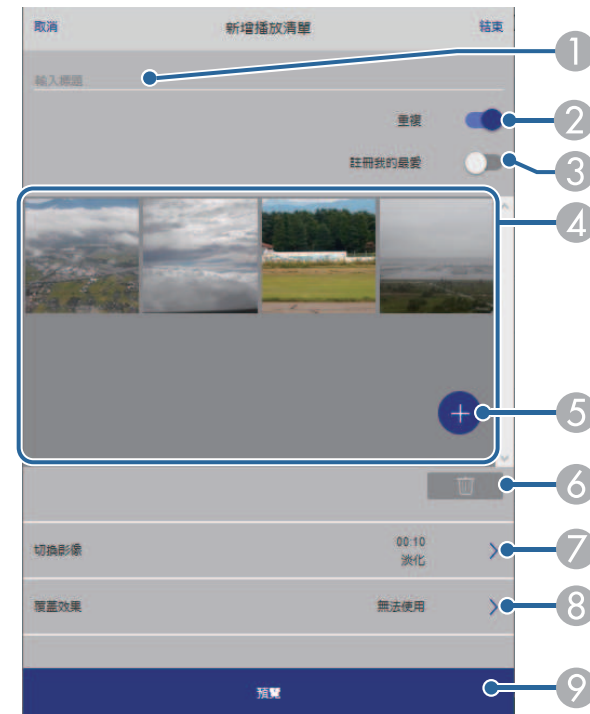 取消 新增播放清單 結束
1
輸入標題
重複 2
註冊我的最愛 3
4
+ 5
6
00:10
切換影像 7
淡化
覆蓋效果 無法使用 8
預覽 9